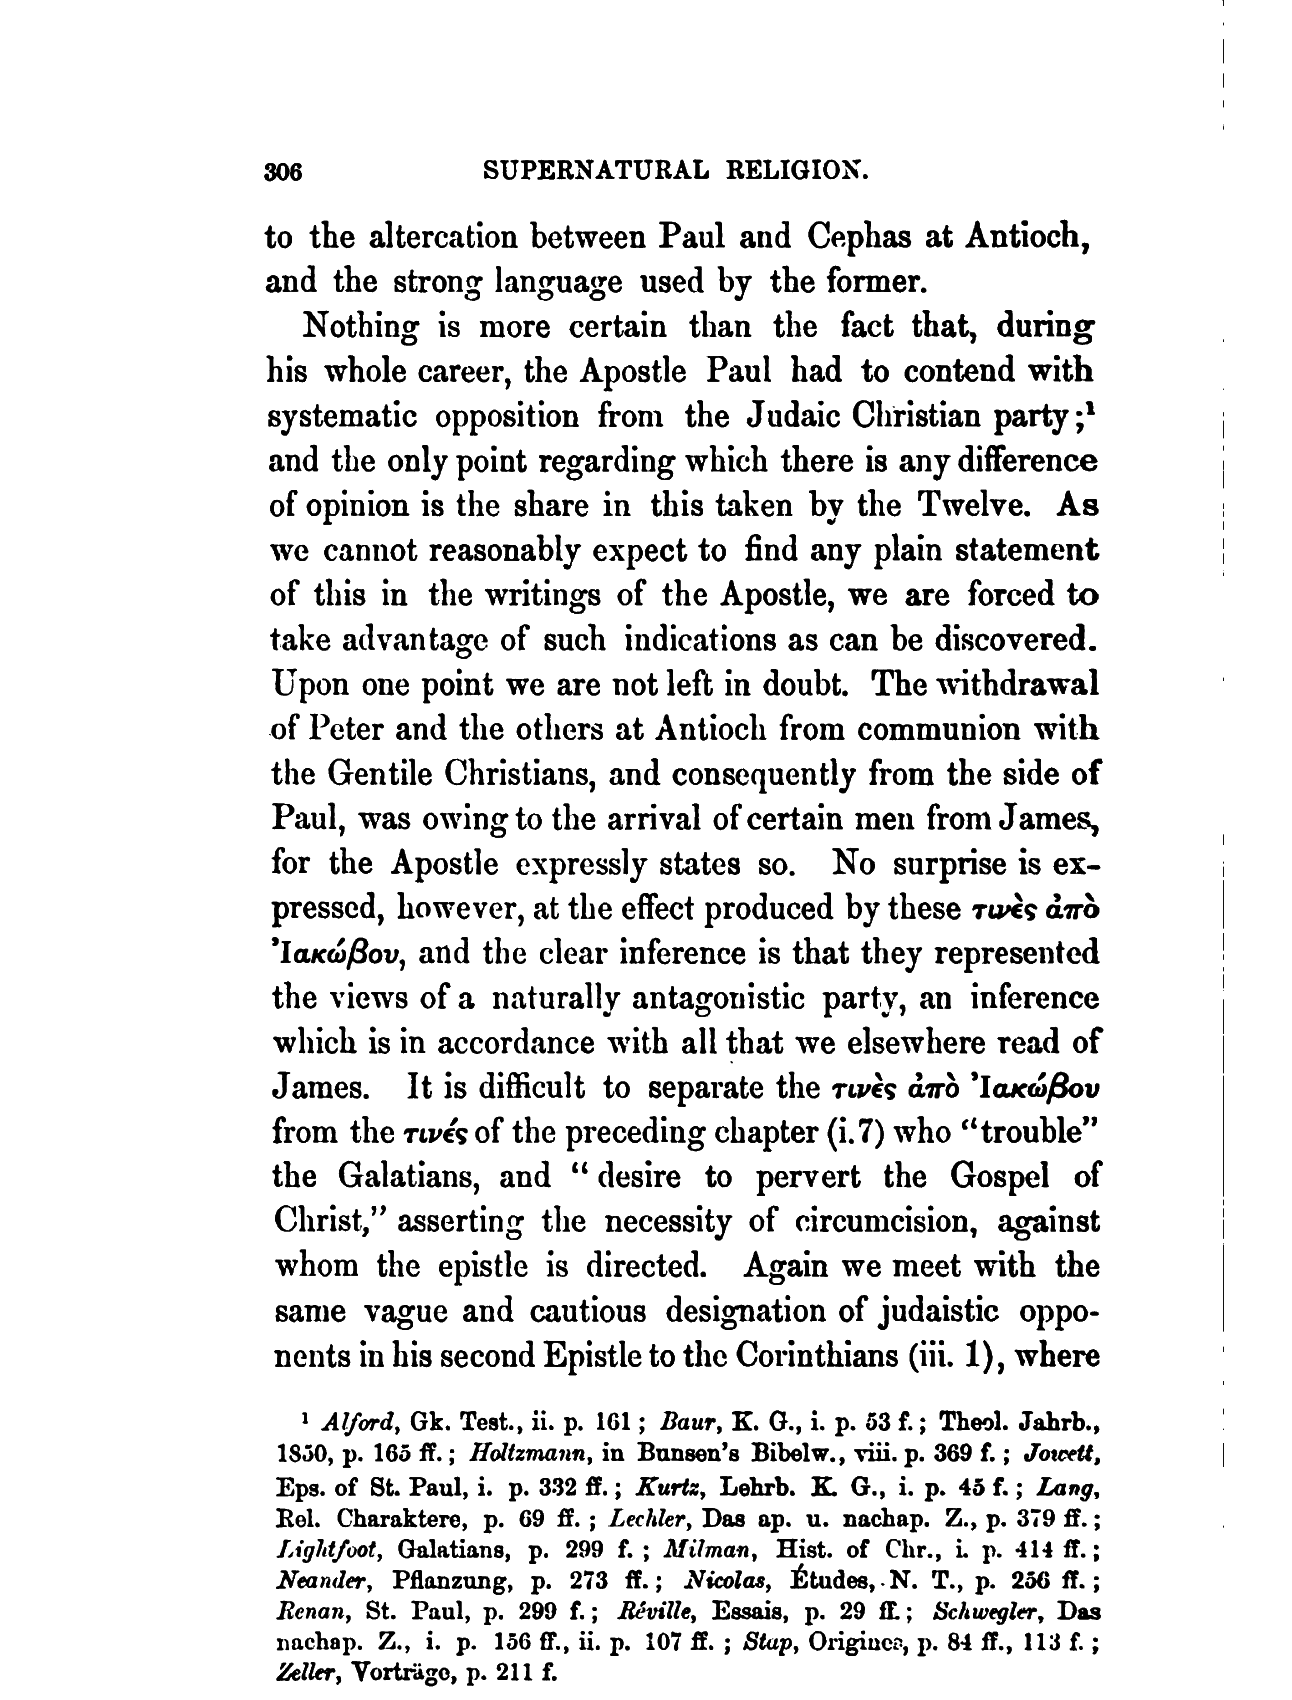 306 SUPERNATURAL RELIGION.
to the altercation between Paul and Cephas at Antioch,
and the strong language used by the former.
Nothing is more certain than the fact that, during
his whole career, the Apostle Paul had to contend with
systematic opposition from the Judaic Christian party;¹
and the only point regarding which there is any difference
of opinion is the share in this taken by the Twelve. As
we cannot reasonably expect to find any plain statement
of this in the writings of the Apostle, we are forced to
take advantage of such indications as can be discovered.
Upon one point we are not left in doubt. The withdrawal
of Peter and the others at Antioch from communion with
the Gentile Christians, and consequently from the side of
Paul, was owing to the arrival of certain men from James,
for the Apostle expressly states so. No surprise is ex-
pressed, however, at the effect produced by these τινὲς ἀπὸ
Ἰακώβου, and the clear inference is that they represented
the views of a naturally antagonistic party, an inference
which is in accordance with all that we elsewhere read of
James. It is difficult to separate the τινὲς ἀπὸ Ἰακώβου
from the τινές of the preceding chapter (i. 7) who "trouble"
the Galatians, and "desire to pervert the Gospel of
Christ," asserting the necessity of circumcision, against
whom the epistle is directed. Again we meet with the
same vague and cautious designation of judaistic oppo-
nents in his second Epistle to the Corinthians (iii. 1), where
¹ Alford, Gk. Test., ii. p. 161; Baur, K. G., i. p. 53 f.; Theol. Jahrb.,
1850, p. 165 ff.; Holtzmann, in Bunsen's Bibelw., viii. p. 369 f.; Jowett,
Eps. of St. Paul, i. p. 332 ff.; Kurtz, Lehrb. K. G., i. p. 45 f.; Lang,
Rel. Charaktere, p. 69 ff.; Lechler, Das ap. u. nachap. Z., p. 379 ff.;
Lightfoot, Galatians, p. 299 f.; Milman, Hist. of Chr., i. p. 414 ff.;
Neander, Pflanzung, p. 273 ff.; Nicolas, Études, N. T., p. 256 ff.;
Renan, St. Paul, p. 299 f.; Réville, Essais, p. 29 ff.; Schwegler, Das
nachap. Z., i. p. 156 ff., ii. p. 107 ff.; Stap, Origines, p. 84 ff., 113 f.;
Zeller, Vorträge, p. 211 f.